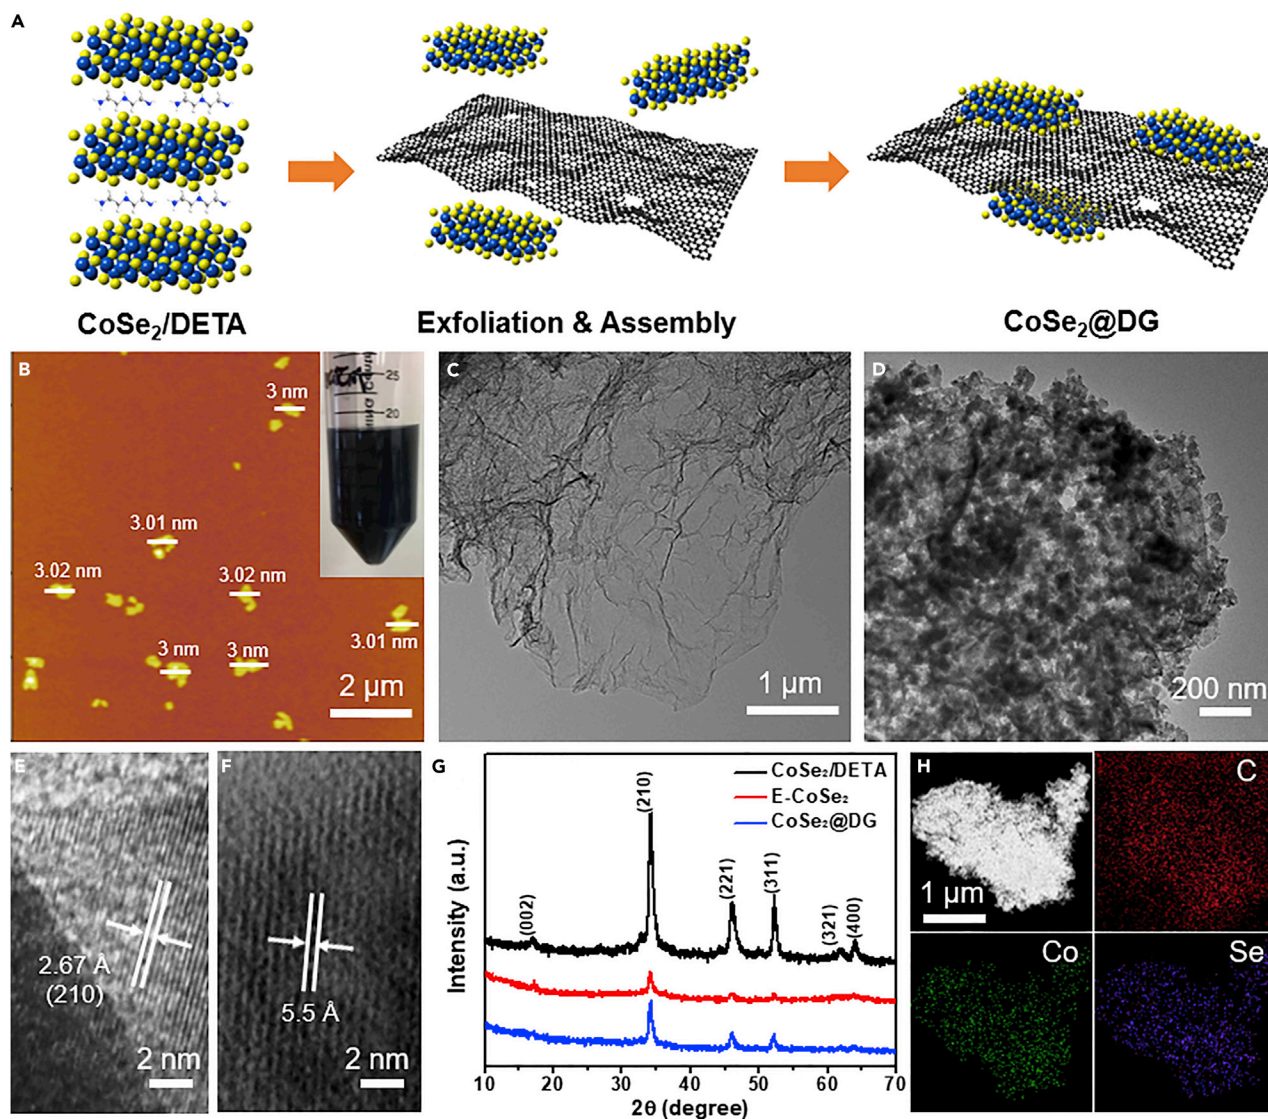 A
CoSe₂/DETA
Exfoliation & Assembly
CoSe₂@DG
B
3 nm
3.01 nm
3.02 nm
3.02 nm
3.01 nm
3 nm
3 nm
2 µm
25
20
C
1 µm
D
200 nm
E
2.67 Å
(210)
2 nm
F
5.5 Å
2 nm
G
CoSe₂/DETA
E-CoSe₂
CoSe₂@DG
(002)
(210)
(221)
(311)
(321)
(400)
Intensity (a.u.)
10 20 30 40 50 60 70
2θ (degree)
H
1 µm
C
Co
Se